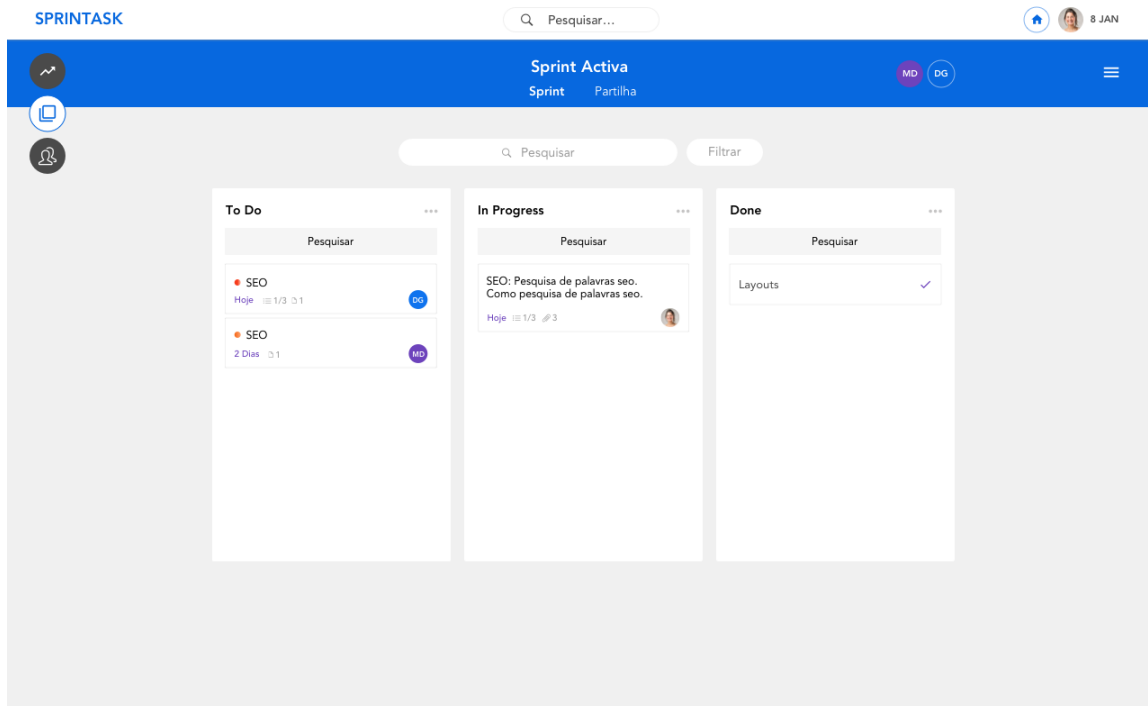 SPRINTASK
Pesquisar...
8 JAN
Sprint Activa
Sprint Partilha
MD DG
Pesquisar
Filtrar
To Do
Pesquisar
SEO
Hoje 1/3 1
DG
SEO
2 Dias 1
MD
In Progress
Pesquisar
SEO: Pesquisa de palavras seo.
Como pesquisa de palavras seo.
Hoje 1/3 3
Done
Pesquisar
Layouts